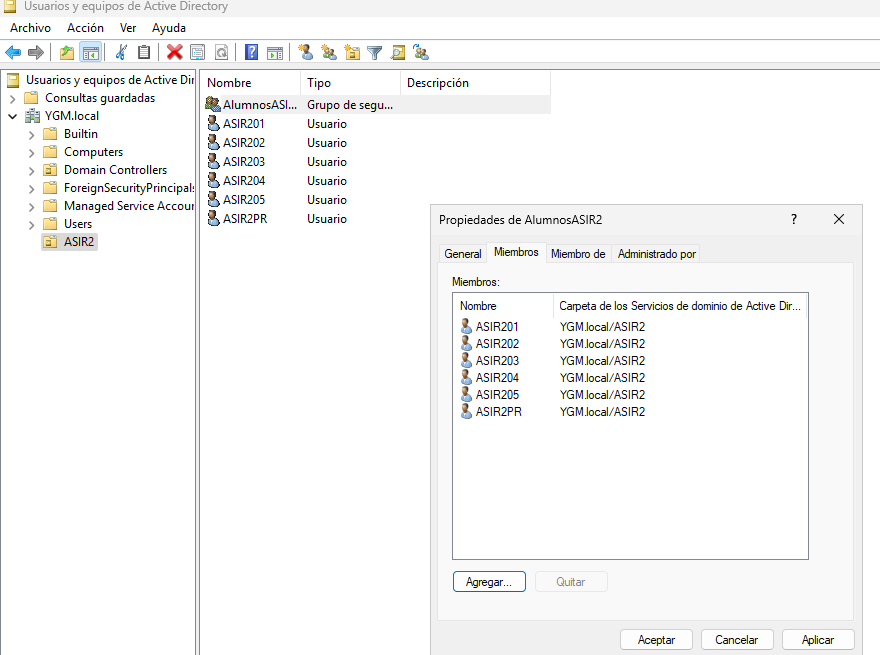 Usuarios y equipos de Active Directory
Archivo Acción Ver Ayuda
Usuarios y equipos de Active Dir
Consultas guardadas
YGM.local
Builtin
Computers
Domain Controllers
ForeignSecurityPrincipals
Managed Service Accour
Users
ASIR2
Nombre Tipo Descripción
AlumnosASI... Grupo de segu...
ASIR201 Usuario
ASIR202 Usuario
ASIR203 Usuario
ASIR204 Usuario
ASIR205 Usuario
ASIR2PR Usuario
Propiedades de AlumnosASIR2 ?
General Miembros Miembro de Administrado por
Miembros:
Nombre Carpeta de los Servicios de dominio de Active Dir...
ASIR201 YGM.local/ASIR2
ASIR202 YGM.local/ASIR2
ASIR203 YGM.local/ASIR2
ASIR204 YGM.local/ASIR2
ASIR205 YGM.local/ASIR2
ASIR2PR YGM.local/ASIR2
Agregar... Quitar
Aceptar Cancelar Aplicar